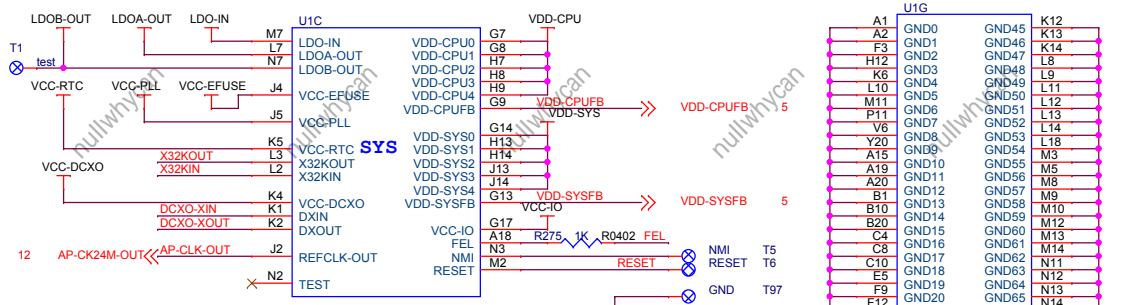 LDOB-OUT LDOA-OUT LDO-IN U1C VDD-CPU U1G
M7 LDO-IN VDD-CPU0 G7 A1 GND0 GND45 K12
T1 L7 LDOA-OUT VDD-CPU1 G8 A2 GND1 GND46 K13
test N7 LDOB-OUT VDD-CPU2 H7 F3 GND2 GND47 K14
VDD-CPU3 H8 H12 GND3 GND48 L8
VCC-RTC VCC-PLL VCC-EFUSE J4 VCC-EFUSE VDD-CPU4 H9 K6 GND4 GND49 L9
VDD-CPUFB G9 VDD-CPUFB VDD-CPUFB 5 L10 GND5 GND50 L11
VDD-SYS M11 GND6 GND51 L12
J5 VCC-PLL P11 GND7 GND52 L13
VDD-SYS0 G14 V6 GND8 GND53 L14
K5 VCC-RTC SYS VDD-SYS1 H13 Y20 GND9 GND54 L18
X32KOUT L3 X32KOUT VDD-SYS2 H14 A15 GND10 GND55 M3
VCC-DCXO X32KIN L2 X32KIN VDD-SYS3 J13 A19 GND11 GND56 M5
VDD-SYS4 J14 A20 GND12 GND57 M8
K4 VCC-DCXO VDD-SYSFB G13 VDD-SYSFB VDD-SYSFB 5 B1 GND13 GND58 M9
DCXO-XIN K1 DXIN VCC-IO B10 GND14 GND59 M10
DCXO-XOUT K2 DXOUT VCC-IO G17 B20 GND15 GND60 M12
FEL A18 R275 1K R0402 FEL C4 GND16 GND61 M13
12 AP-CK24M-OUT AP-CLK-OUT J2 REFCLK-OUT NMI N3 NMI T5 C8 GND17 GND62 M14
RESET M2 RESET RESET T6 C10 GND18 GND63 N11
N2 TEST E5 GND19 GND64 N12
GND T97 F9 GND20 GND65 N13
F12 N14
nullwhycan nullwhycan nullwhycan nullwhycan